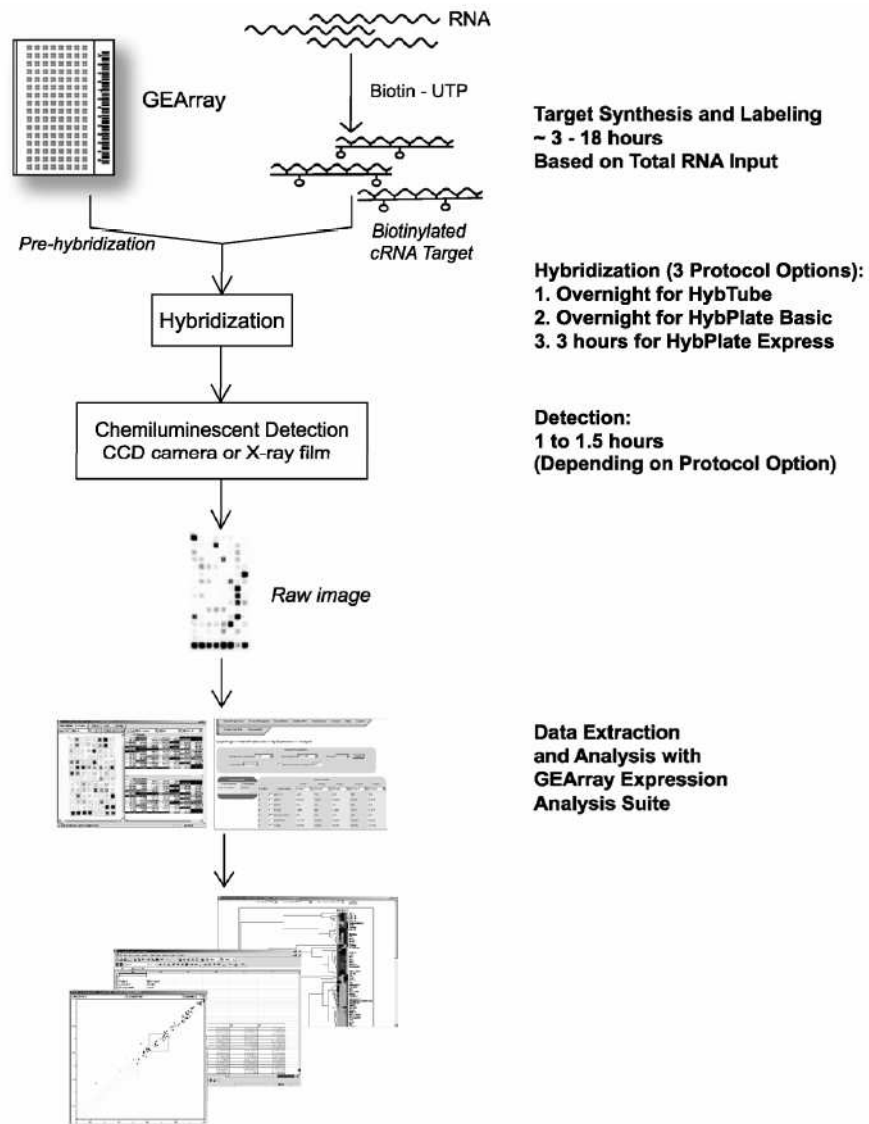 RNA
GEArray
Biotin - UTP
Target Synthesis and Labeling
~ 3 - 18 hours
Based on Total RNA Input
Pre-hybridization
Biotinylated
cRNA Target
Hybridization (3 Protocol Options):
1. Overnight for HybTube
2. Overnight for HybPlate Basic
3. 3 hours for HybPlate Express
Hybridization
Chemiluminescent Detection
CCD camera or X-ray film
Detection:
1 to 1.5 hours
(Depending on Protocol Option)
Raw image
Data Extraction
and Analysis with
GEArray Expression
Analysis Suite